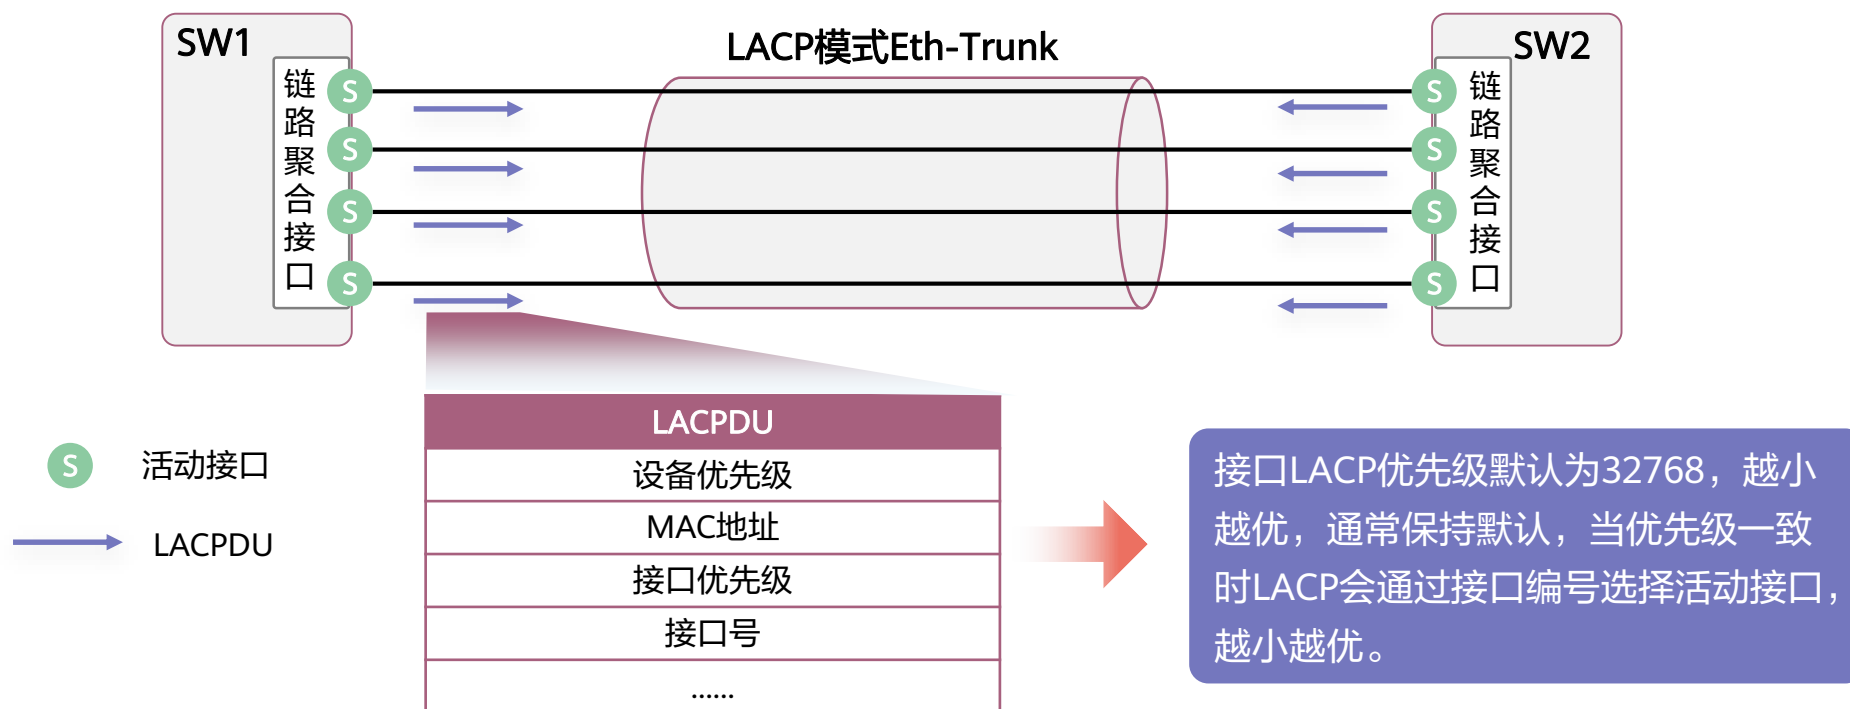 SW1
LACP模式Eth-Trunk
SW2
链路聚合接口
S
S
S
S
S
S
S
S
链路聚合接口
LACPDU
设备优先级
MAC地址
接口优先级
接口号
......
S 活动接口
LACPDU
接口LACP优先级默认为32768，越小
越优，通常保持默认，当优先级一致
时LACP会通过接口编号选择活动接口，
越小越优。